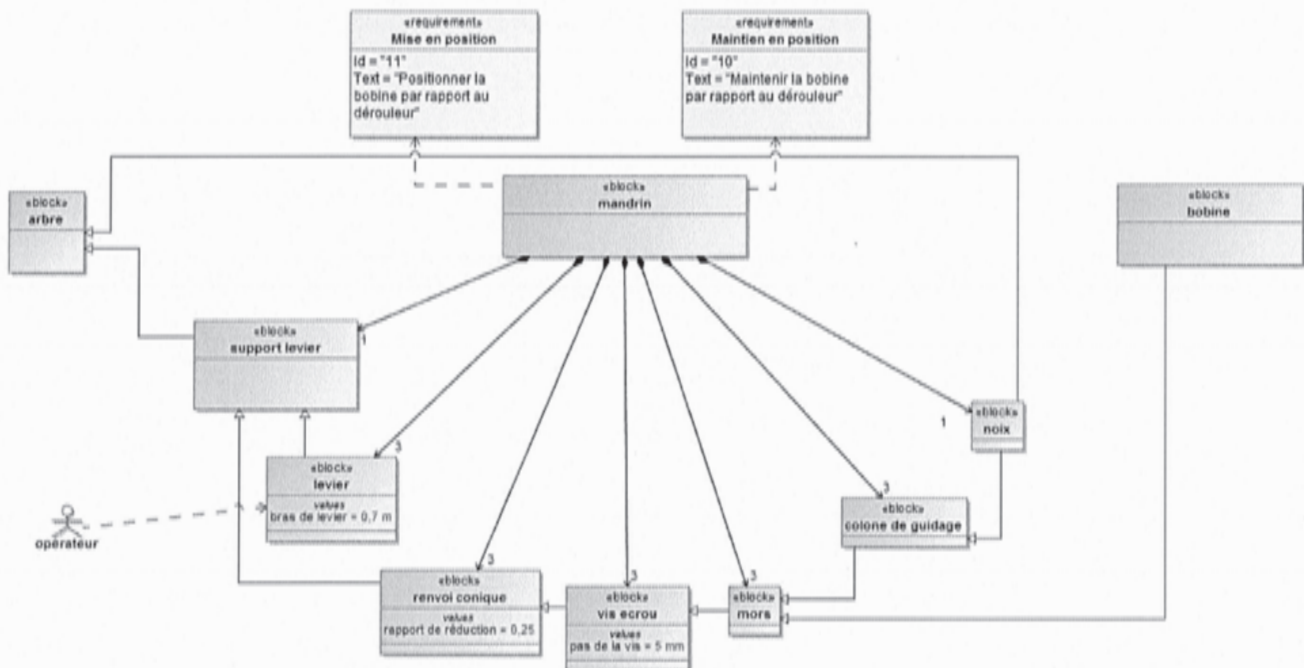 «requirement»
Mise en position
Id = "11"
Text = "Positionner la
bobine par rapport au
dérouleur"
«requirement»
Maintien en position
Id = "10"
Text = "Maintenir la bobine
par rapport au dérouleur"
«block»
arbre
«block»
mandrin
«block»
bobine
«block»
support levier
1
«block»
noix
1
«block»
levier
values
bras de levier = 0,7 m
3
opérateur
«block»
colone de guidage
3
«block»
renvoi conique
values
rapport de réduction = 0,25
3
«block»
vis ecrou
values
pas de la vis = 5 mm
3
«block»
mors
3